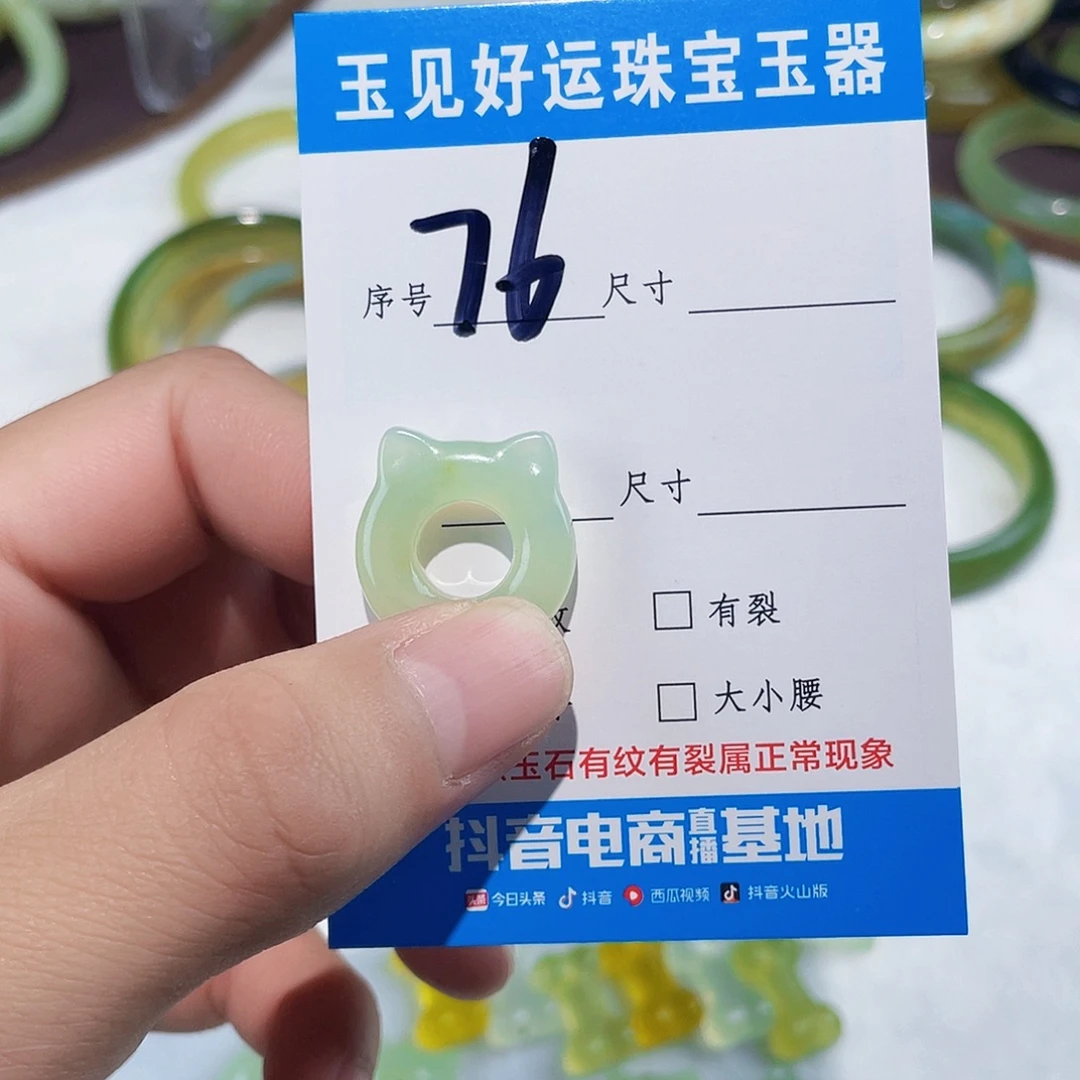 玉见好运珠宝玉器
序号 76 尺寸
尺寸
有裂
大小腰
玉石有纹有裂属正常现象
抖音电商直播基地
头条 今日头条 抖音 西瓜视频 抖音火山版